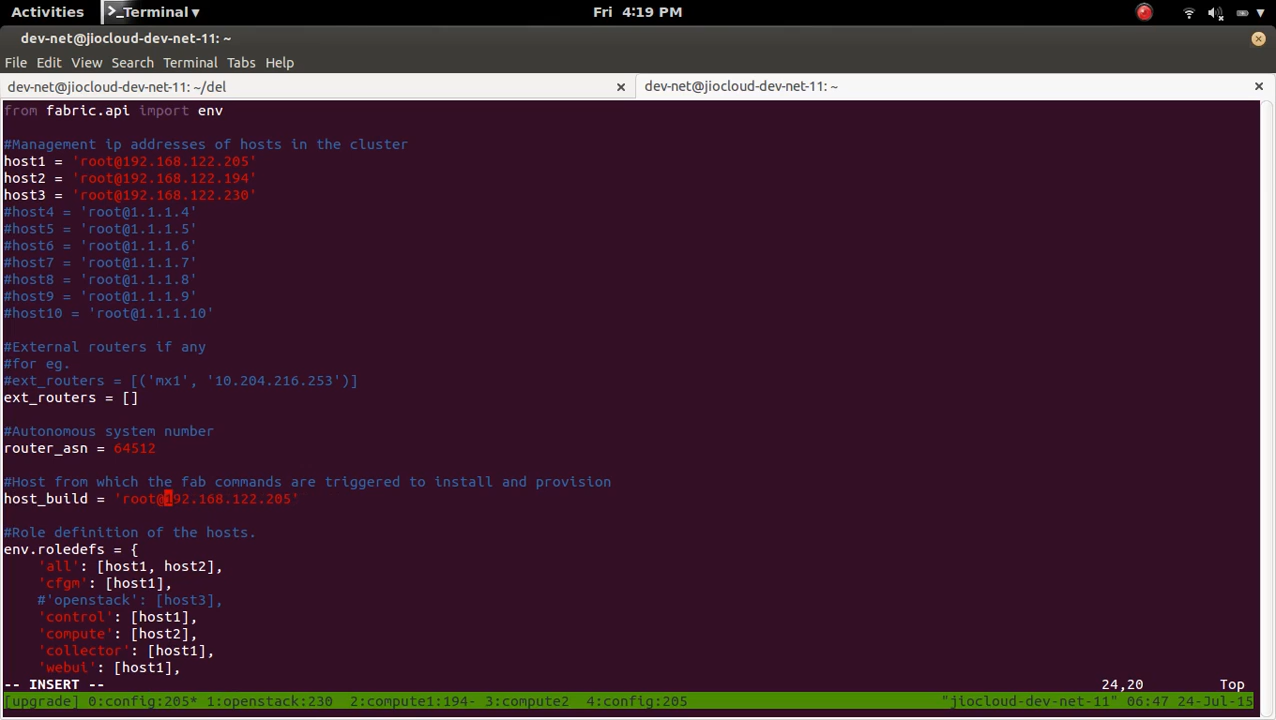 Activities
>_Terminal ▾
Fri 4:19 PM
dev-net@jiocloud-dev-net-11: ~
File Edit View Search Terminal Tabs Help
dev-net@jiocloud-dev-net-11: ~/del
dev-net@jiocloud-dev-net-11: ~
from fabric.api import env
#Management ip addresses of hosts in the cluster
host1 = 'root@192.168.122.205'
host2 = 'root@192.168.122.194'
host3 = 'root@192.168.122.230'
#host4 = 'root@1.1.1.4'
#host5 = 'root@1.1.1.5'
#host6 = 'root@1.1.1.6'
#host7 = 'root@1.1.1.7'
#host8 = 'root@1.1.1.8'
#host9 = 'root@1.1.1.9'
#host10 = 'root@1.1.1.10'
#External routers if any
#for eg.
#ext_routers = [('mx1', '10.204.216.253')]
ext_routers = []
#Autonomous system number
router_asn = 64512
#Host from which the fab commands are triggered to install and provision
host_build = 'root@192.168.122.205'
#Role definition of the hosts.
env.roledefs = {
    'all': [host1, host2],
    'cfgm': [host1],
    #'openstack': [host3],
    'control': [host1],
    'compute': [host2],
    'collector': [host1],
    'webui': [host1],
-- INSERT -- 24,20 Top
[upgrade] 0:config:205* 1:openstack:230  2:compute1:194- 3:compute2  4:config:205 "jiocloud-dev-net-11" 06:47 24-Jul-15